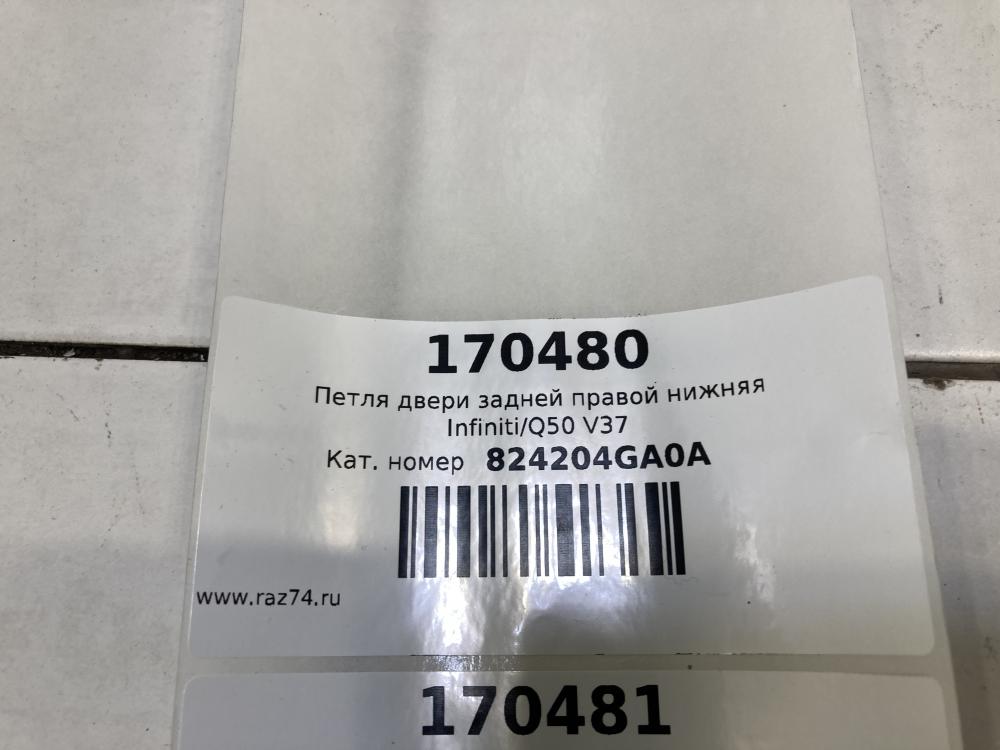 170480
Петля двери задней правой нижняя
Infiniti/Q50 V37
Кат. номер 824204GA0A
www.raz74.ru
170481